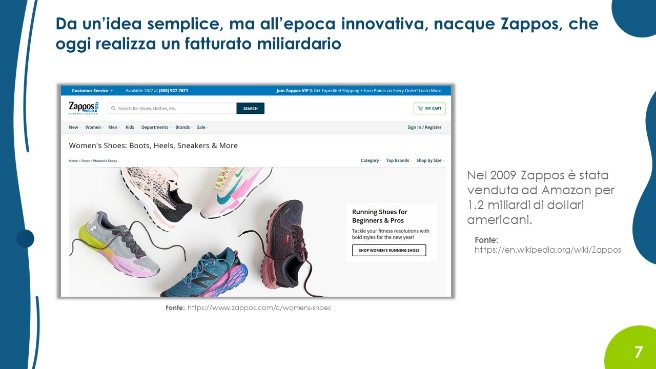 Da un'idea semplice, ma all'epoca innovativa, nacque Zappos, che
oggi realizza un fatturato miliardario
Customer Service
Available 24/7 at (800) 927-7671
Join Zappos VIP & Get Expedited Shipping + Earn Points on Every Order! Learn More
Zappos
Search for shoes, clothes, etc.
SEARCH
MY CART
New Women Men Kids Departments Brands Sale
Sign In / Register
Women's Shoes: Boots, Heels, Sneakers & More
Home / Shoes / Women's Shoes
Category Top Brands Shop by Size
Running Shoes for
Beginners & Pros
Tackle your fitness resolutions with
bold styles for the new year!
SHOP WOMEN'S RUNNING SHOES
Fonte: https://www.zappos.com/c/womens-shoes
Nel 2009 Zappos è stata
venduta ad Amazon per
1.2 miliardi di dollari
americani.
Fonte:
https://en.wikipedia.org/wiki/Zappos
7